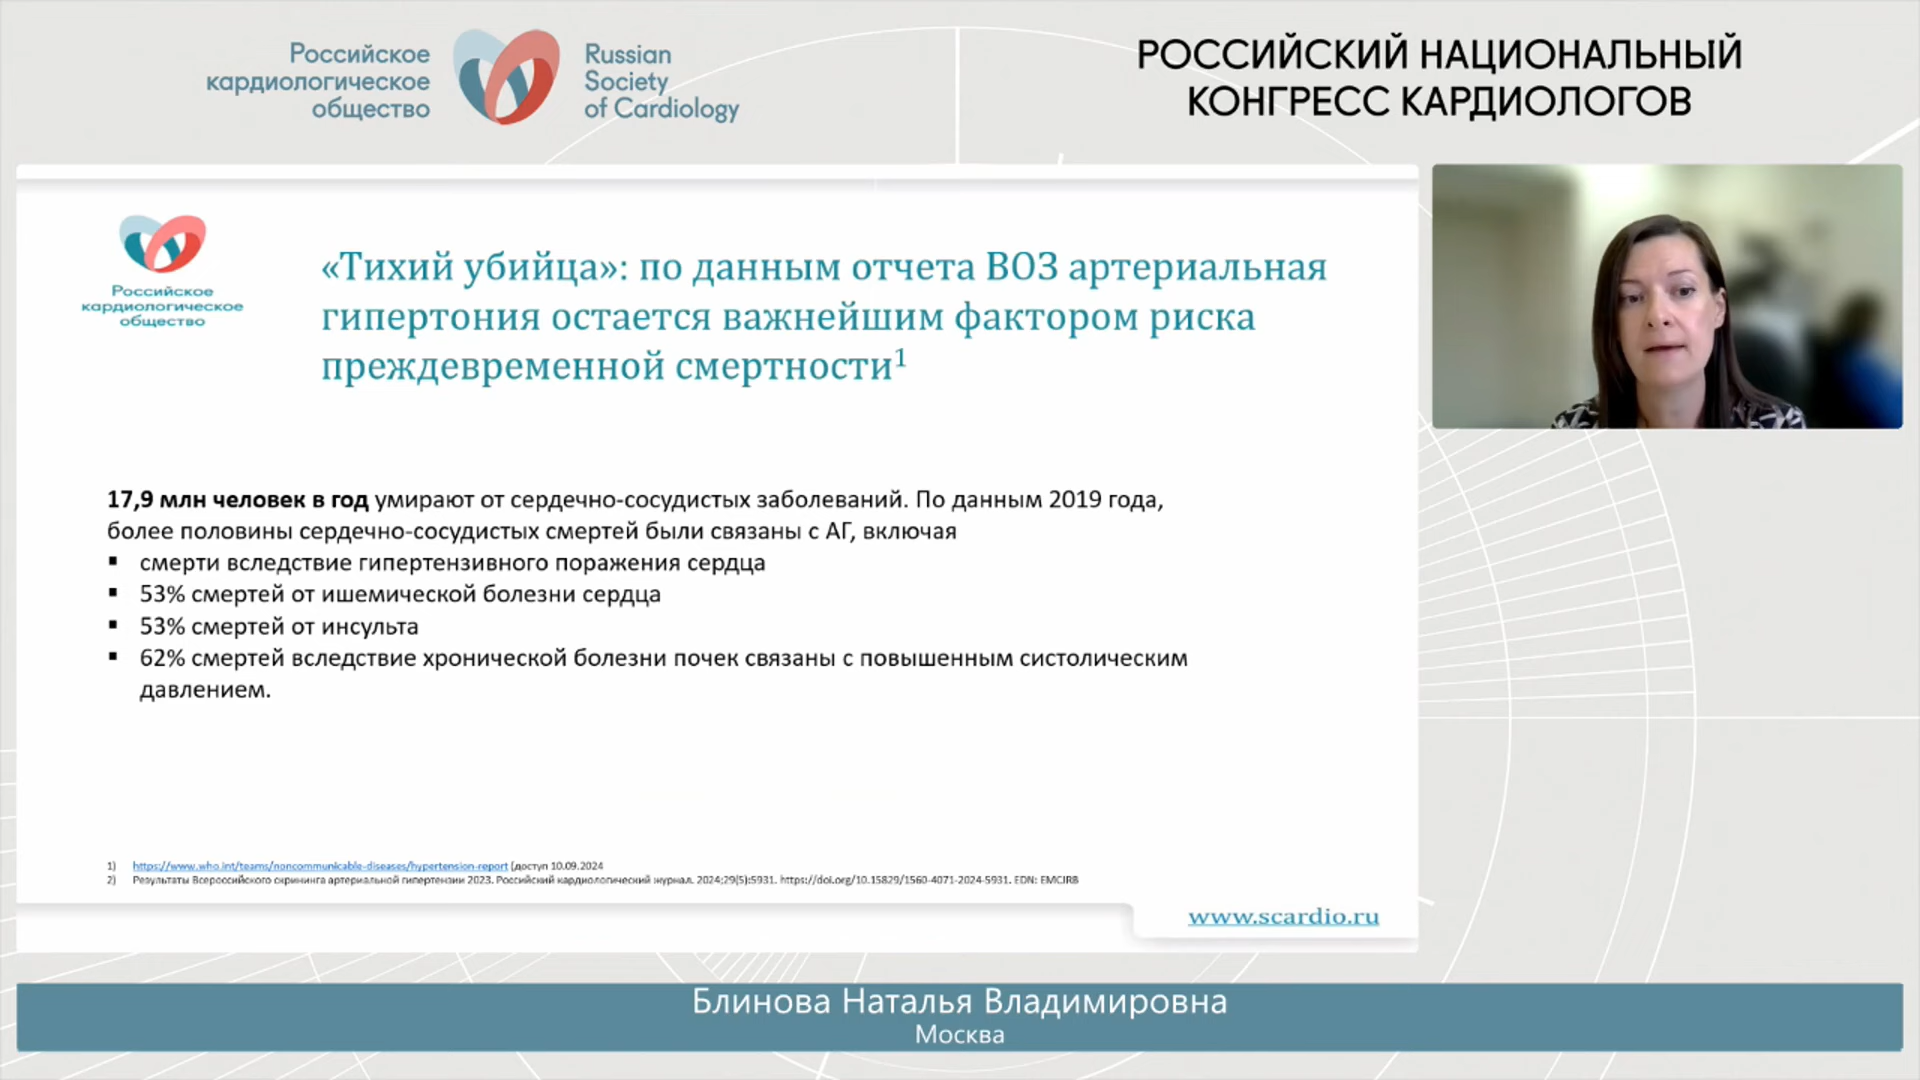 Российское
кардиологическое
общество
Russian
Society
of Cardiology
РОССИЙСКИЙ НАЦИОНАЛЬНЫЙ
КОНГРЕСС КАРДИОЛОГОВ
Российское
кардиологическое
общество
«Тихий убийца»: по данным отчета ВОЗ артериальная
гипертония остается важнейшим фактором риска
преждевременной смертности¹
17,9 млн человек в год умирают от сердечно-сосудистых заболеваний. По данным 2019 года,
более половины сердечно-сосудистых смертей были связаны с АГ, включая
▪ смерти вследствие гипертензивного поражения сердца
▪ 53% смертей от ишемической болезни сердца
▪ 53% смертей от инсульта
▪ 62% смертей вследствие хронической болезни почек связаны с повышенным систолическим
давлением.
1) https://www.who.int/teams/noncommunicable-diseases/hypertension-report (доступ 10.09.2024
2) Результаты Всероссийского скрининга артериальной гипертензии 2023. Российский кардиологический журнал. 2024;29(5):5931. https://doi.org/10.15829/1560-4071-2024-5931. EDN: EMCJRB
www.scardio.ru
Блинова Наталья Владимировна
Москва